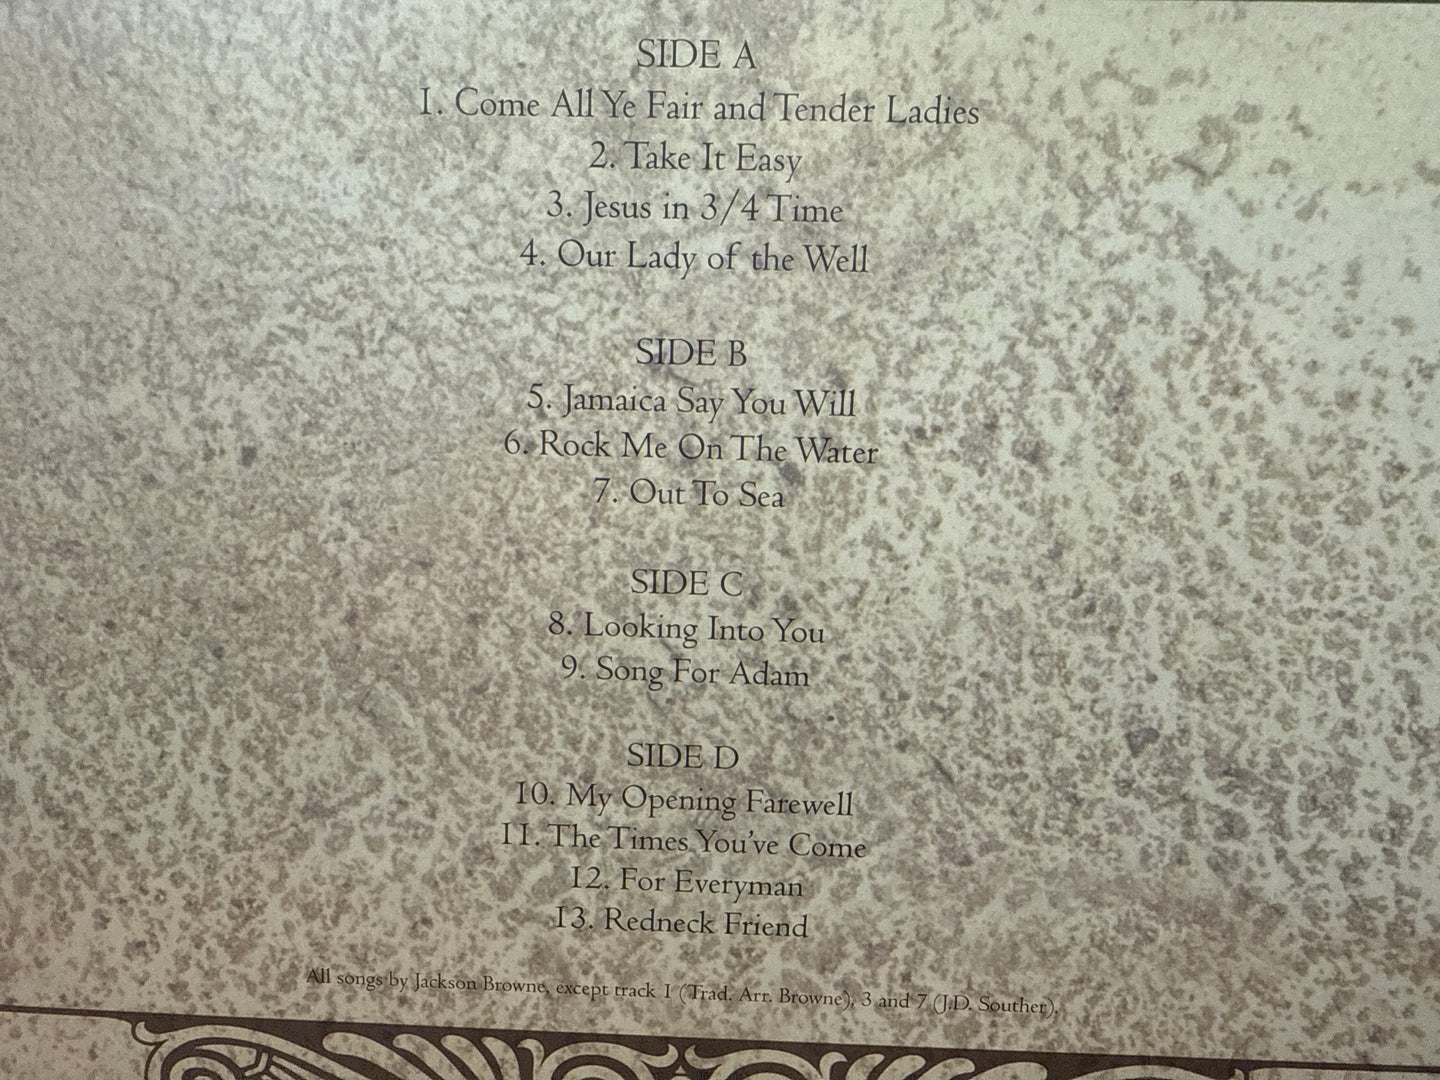 SIDE A
1. Come All Ye Fair and Tender Ladies
2. Take It Easy
3. Jesus in 3/4 Time
4. Our Lady of the Well
SIDE B
5. Jamaica Say You Will
6. Rock Me On The Water
7. Out To Sea
SIDE C
8. Looking Into You
9. Song For Adam
SIDE D
10. My Opening Farewell
11. The Times You've Come
12. For Everyman
13. Redneck Friend
All songs by Jackson Browne, except track 1 (Trad. Arr. Browne), 3 and 7 (J.D. Souther).